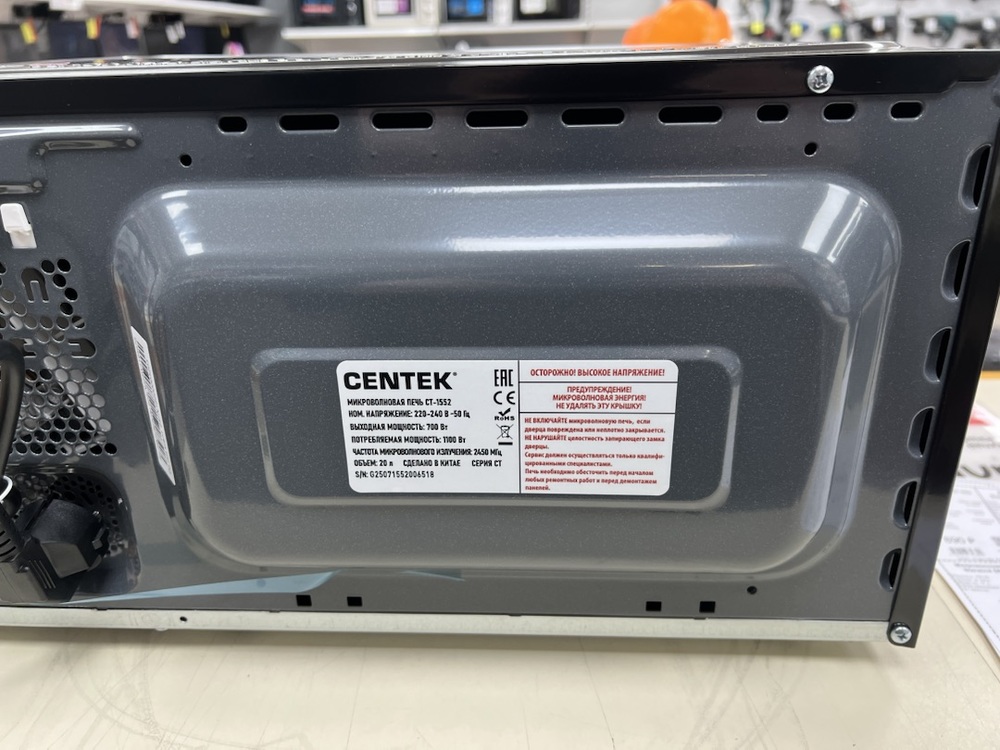 CENTEK®
МИКРОВОЛНОВАЯ ПЕЧЬ CT-1552
НОМ. НАПРЯЖЕНИЕ: 220-240 В ~50 Гц
ВЫХОДНАЯ МОЩНОСТЬ: 700 Вт
ПОТРЕБЛЯЕМАЯ МОЩНОСТЬ: 1100 Вт
ЧАСТОТА МИКРОВОЛНОВОГО ИЗЛУЧЕНИЯ: 2450 МГц
ОБЪЕМ: 20 л СДЕЛАНО В КИТАЕ СЕРИЯ CT
S/N: G25071552006518
EAC
CE
RoHS
ОСТОРОЖНО! ВЫСОКОЕ НАПРЯЖЕНИЕ!
ПРЕДУПРЕЖДЕНИЕ!
МИКРОВОЛНОВАЯ ЭНЕРГИЯ!
НЕ УДАЛЯТЬ ЭТУ КРЫШКУ!
НЕ ВКЛЮЧАЙТЕ микроволновую печь, если
дверца повреждена или неплотно закрывается.
НЕ НАРУШАЙТЕ целостность запирающего замка
дверцы.
Сервис должен осуществляться только квалифи-
цированными специалистами.
Печь необходимо обесточить перед началом
любых ремонтных работ и перед демонтажем
панелей.